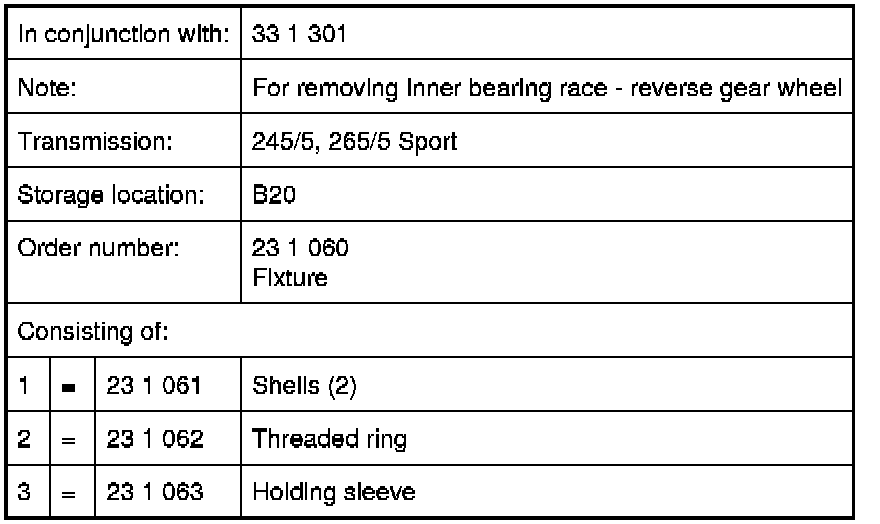 In conjunction with: 33 1 301
Note: For removing inner bearing race - reverse gear wheel
Transmission: 245/5, 265/5 Sport
Storage location: B20
Order number: 23 1 060
Fixture
Consisting of:
1 = 23 1 061 Shells (2)
2 = 23 1 062 Threaded ring
3 = 23 1 063 Holding sleeve